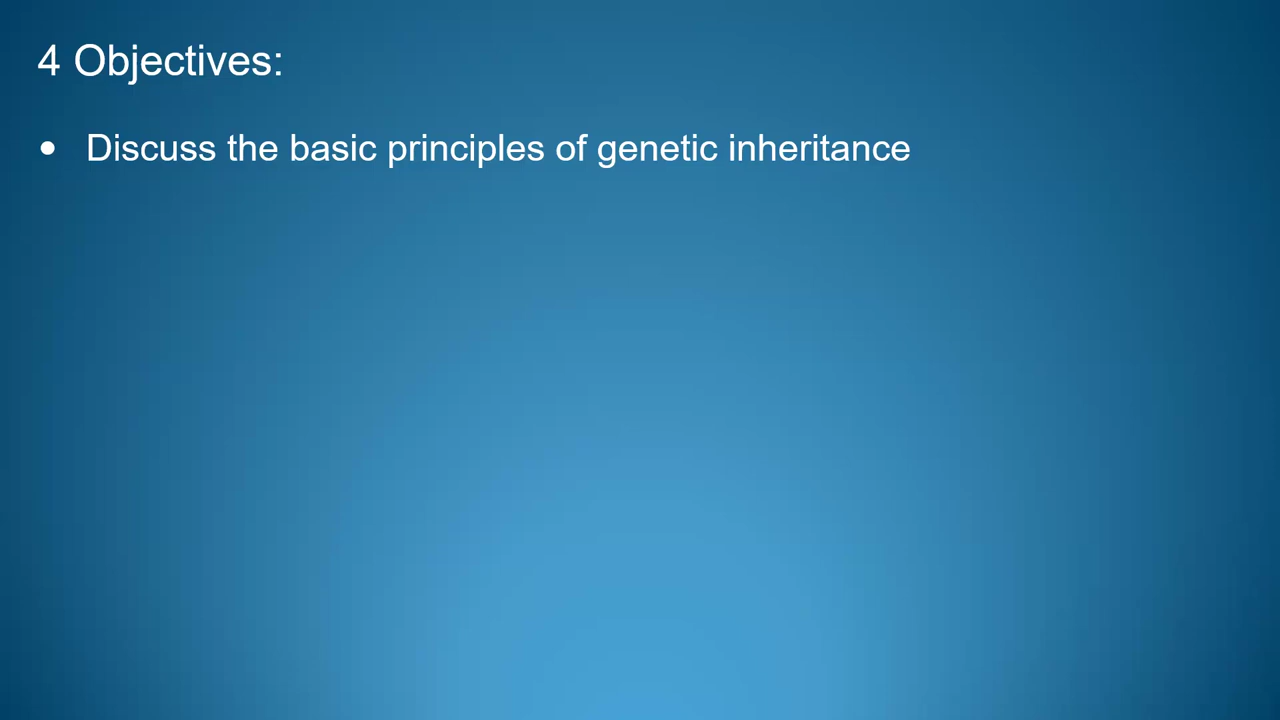 4 Objectives:
• Discuss the basic principles of genetic inheritance